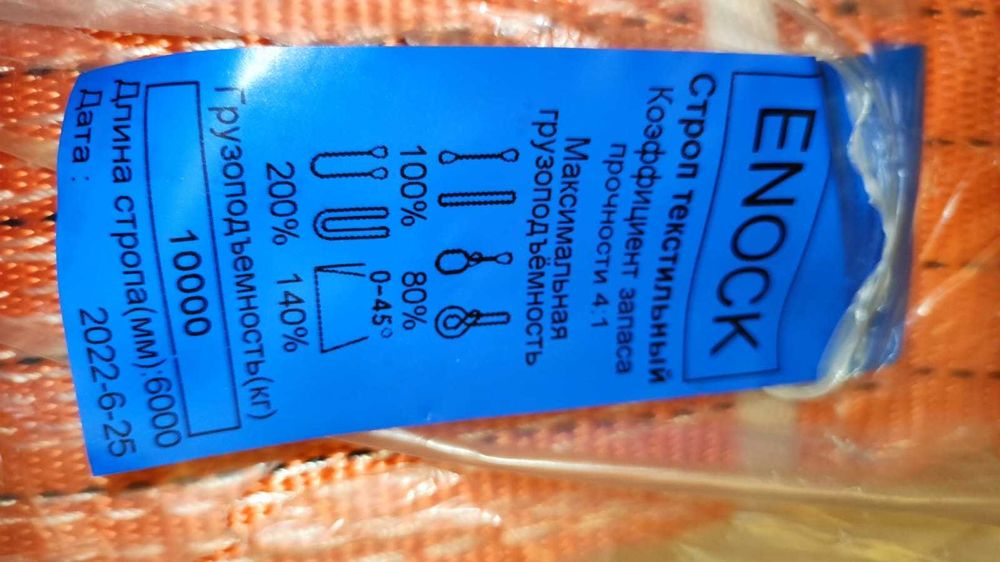 ENOCK
Строп текстильный
Коэффициент запаса
прочности 4:1
Максимальная
грузоподъёмность
100% 80%
0-45°
200% 140%
Грузоподъемность(кг)
10000
Длина стропа(мм):6000
Дата : 2022-6-25